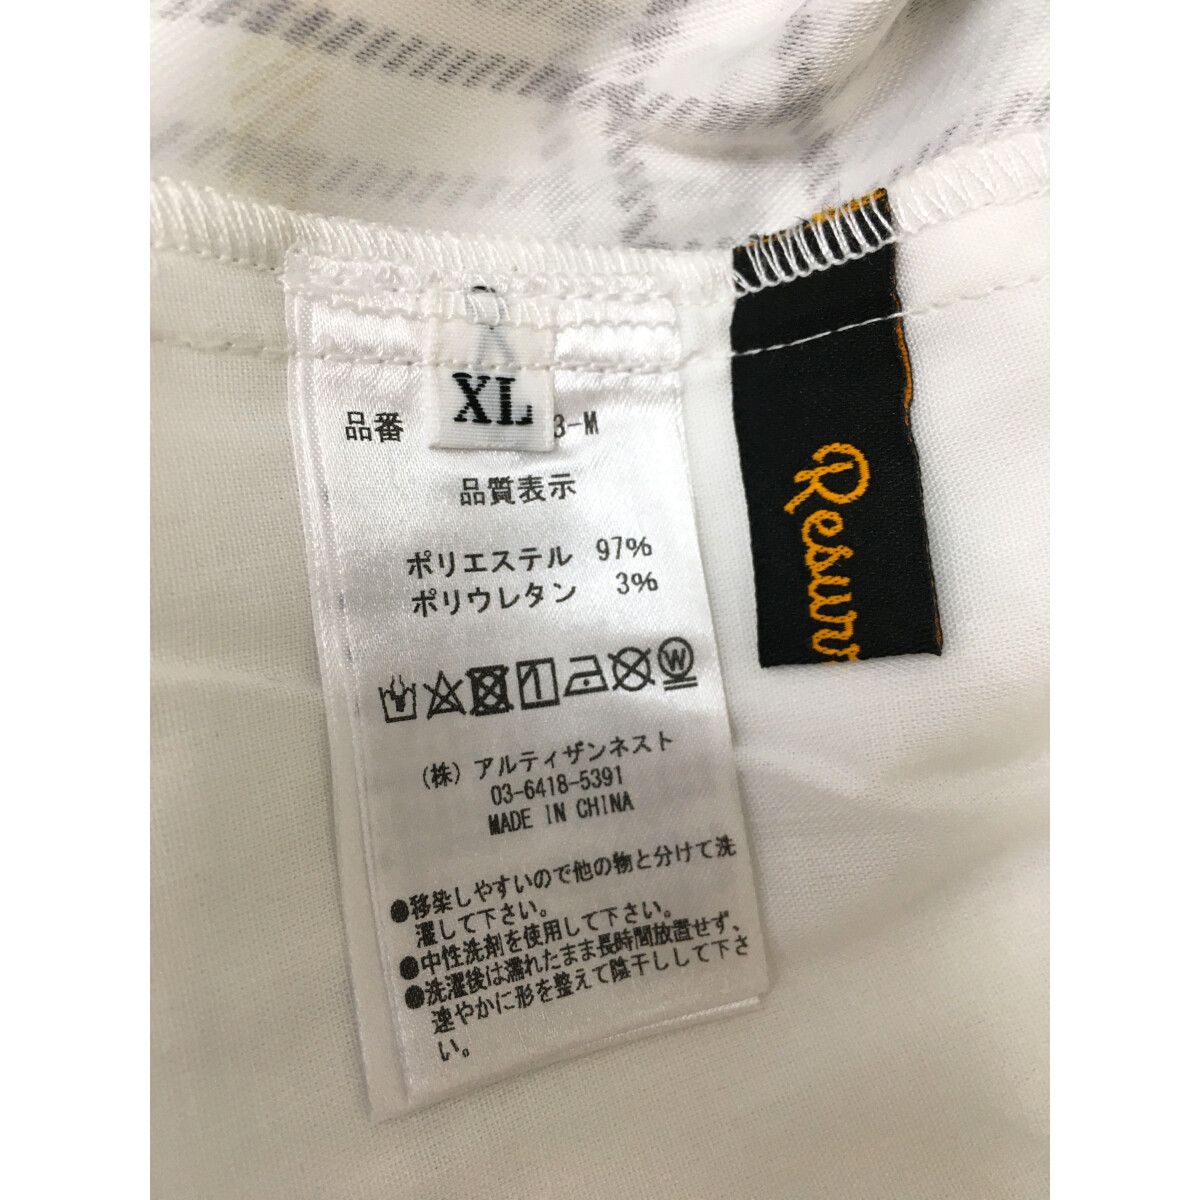 XL
品番 3-M
品質表示
ポリエステル 97%
ポリウレタン 3%
W
(株) アルティザンネスト
03-6418-5391
MADE IN CHINA
●移染しやすいので他の物と分けて洗
濯して下さい。
●中性洗剤を使用して下さい。
●洗濯後は濡れたまま長時間放置せず、
速やかに形を整えて陰干しして下さ
い。
Resurr